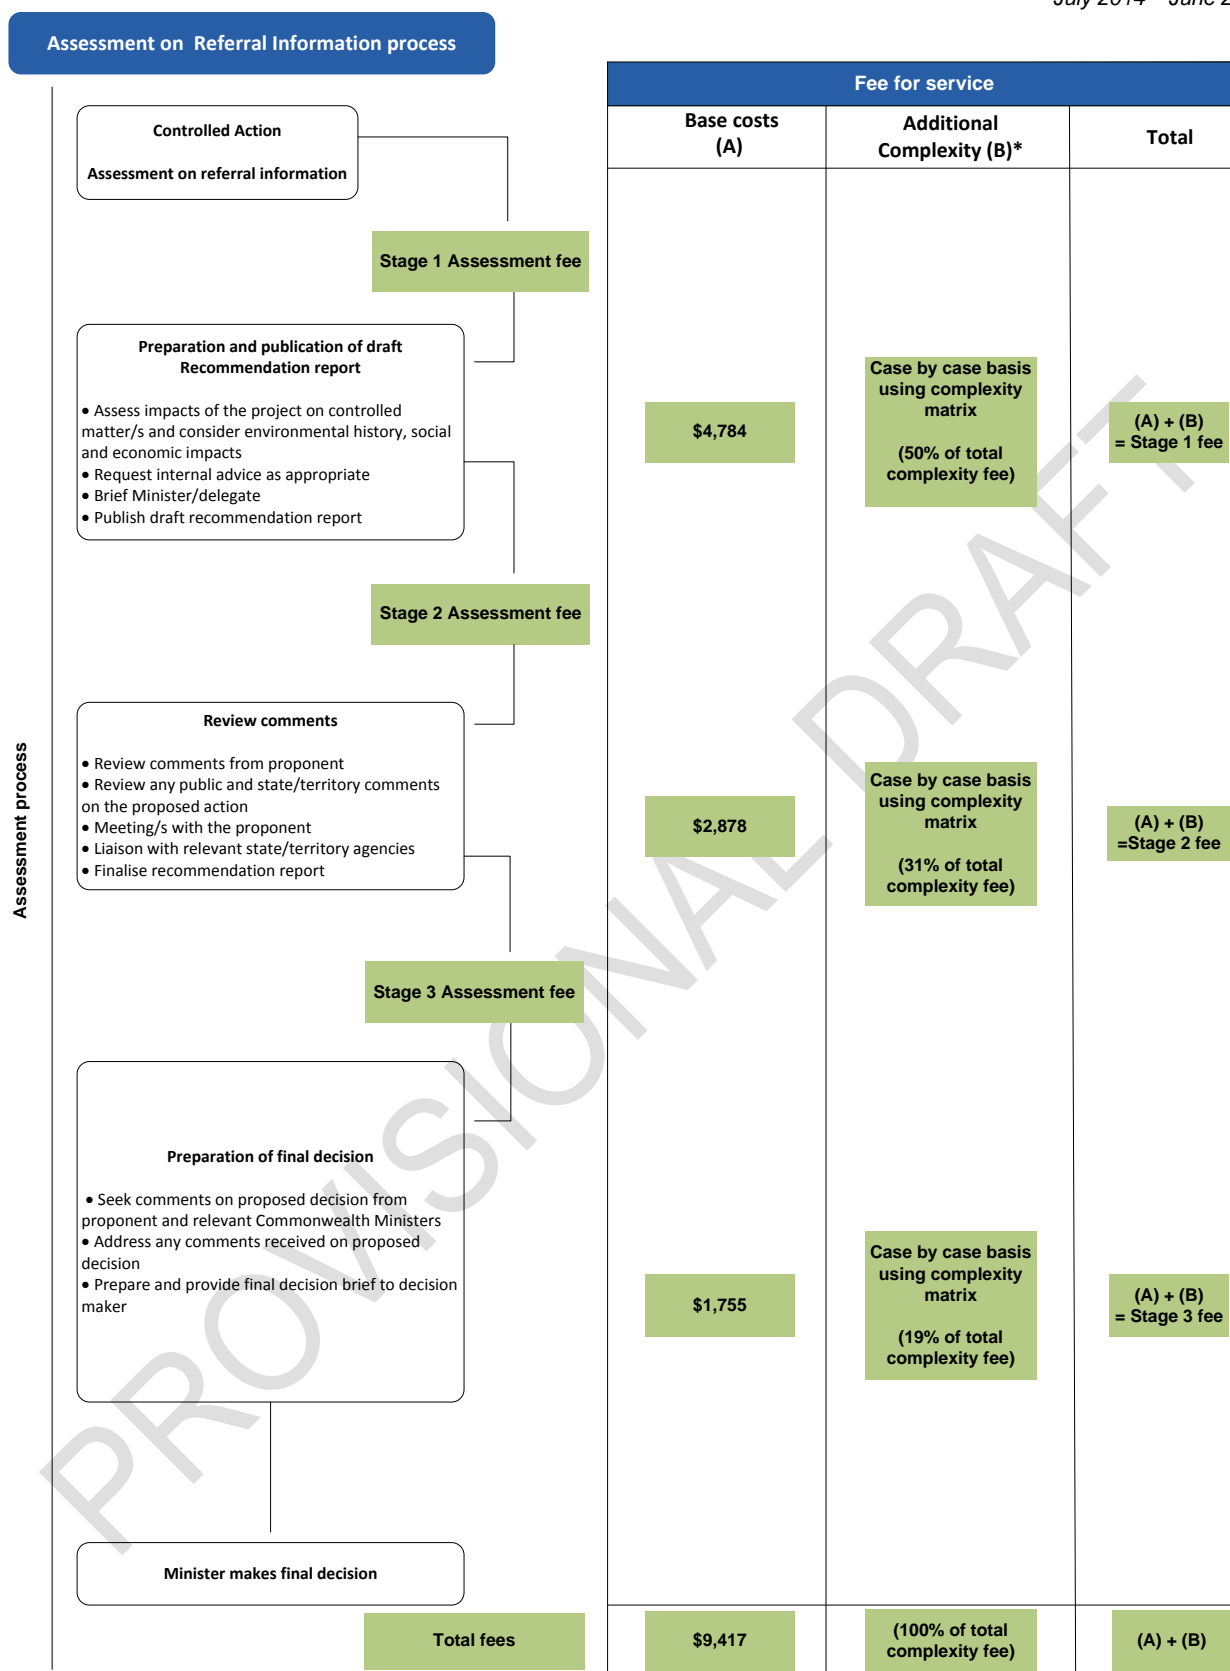 July 2014 – June 2
Assessment on Referral Information process
Fee for service
Base costs
(A)
Additional
Complexity (B)*
Total
Controlled Action
Assessment on referral information
Stage 1 Assessment fee
Preparation and publication of draft
Recommendation report
• Assess impacts of the project on controlled
matter/s and consider environmental history, social
and economic impacts
• Request internal advice as appropriate
• Brief Minister/delegate
• Publish draft recommendation report
$4,784
Case by case basis
using complexity
matrix
(50% of total
complexity fee)
(A) + (B)
= Stage 1 fee
Stage 2 Assessment fee
Review comments
• Review comments from proponent
• Review any public and state/territory comments
on the proposed action
• Meeting/s with the proponent
• Liaison with relevant state/territory agencies
• Finalise recommendation report
$2,878
Case by case basis
using complexity
matrix
(31% of total
complexity fee)
(A) + (B)
=Stage 2 fee
Assessment process
Stage 3 Assessment fee
Preparation of final decision
• Seek comments on proposed decision from
proponent and relevant Commonwealth Ministers
• Address any comments received on proposed
decision
• Prepare and provide final decision brief to decision
maker
$1,755
Case by case basis
using complexity
matrix
(19% of total
complexity fee)
(A) + (B)
= Stage 3 fee
Minister makes final decision
Total fees
$9,417
(100% of total
complexity fee)
(A) + (B)
PROVISIONAL DRAFT